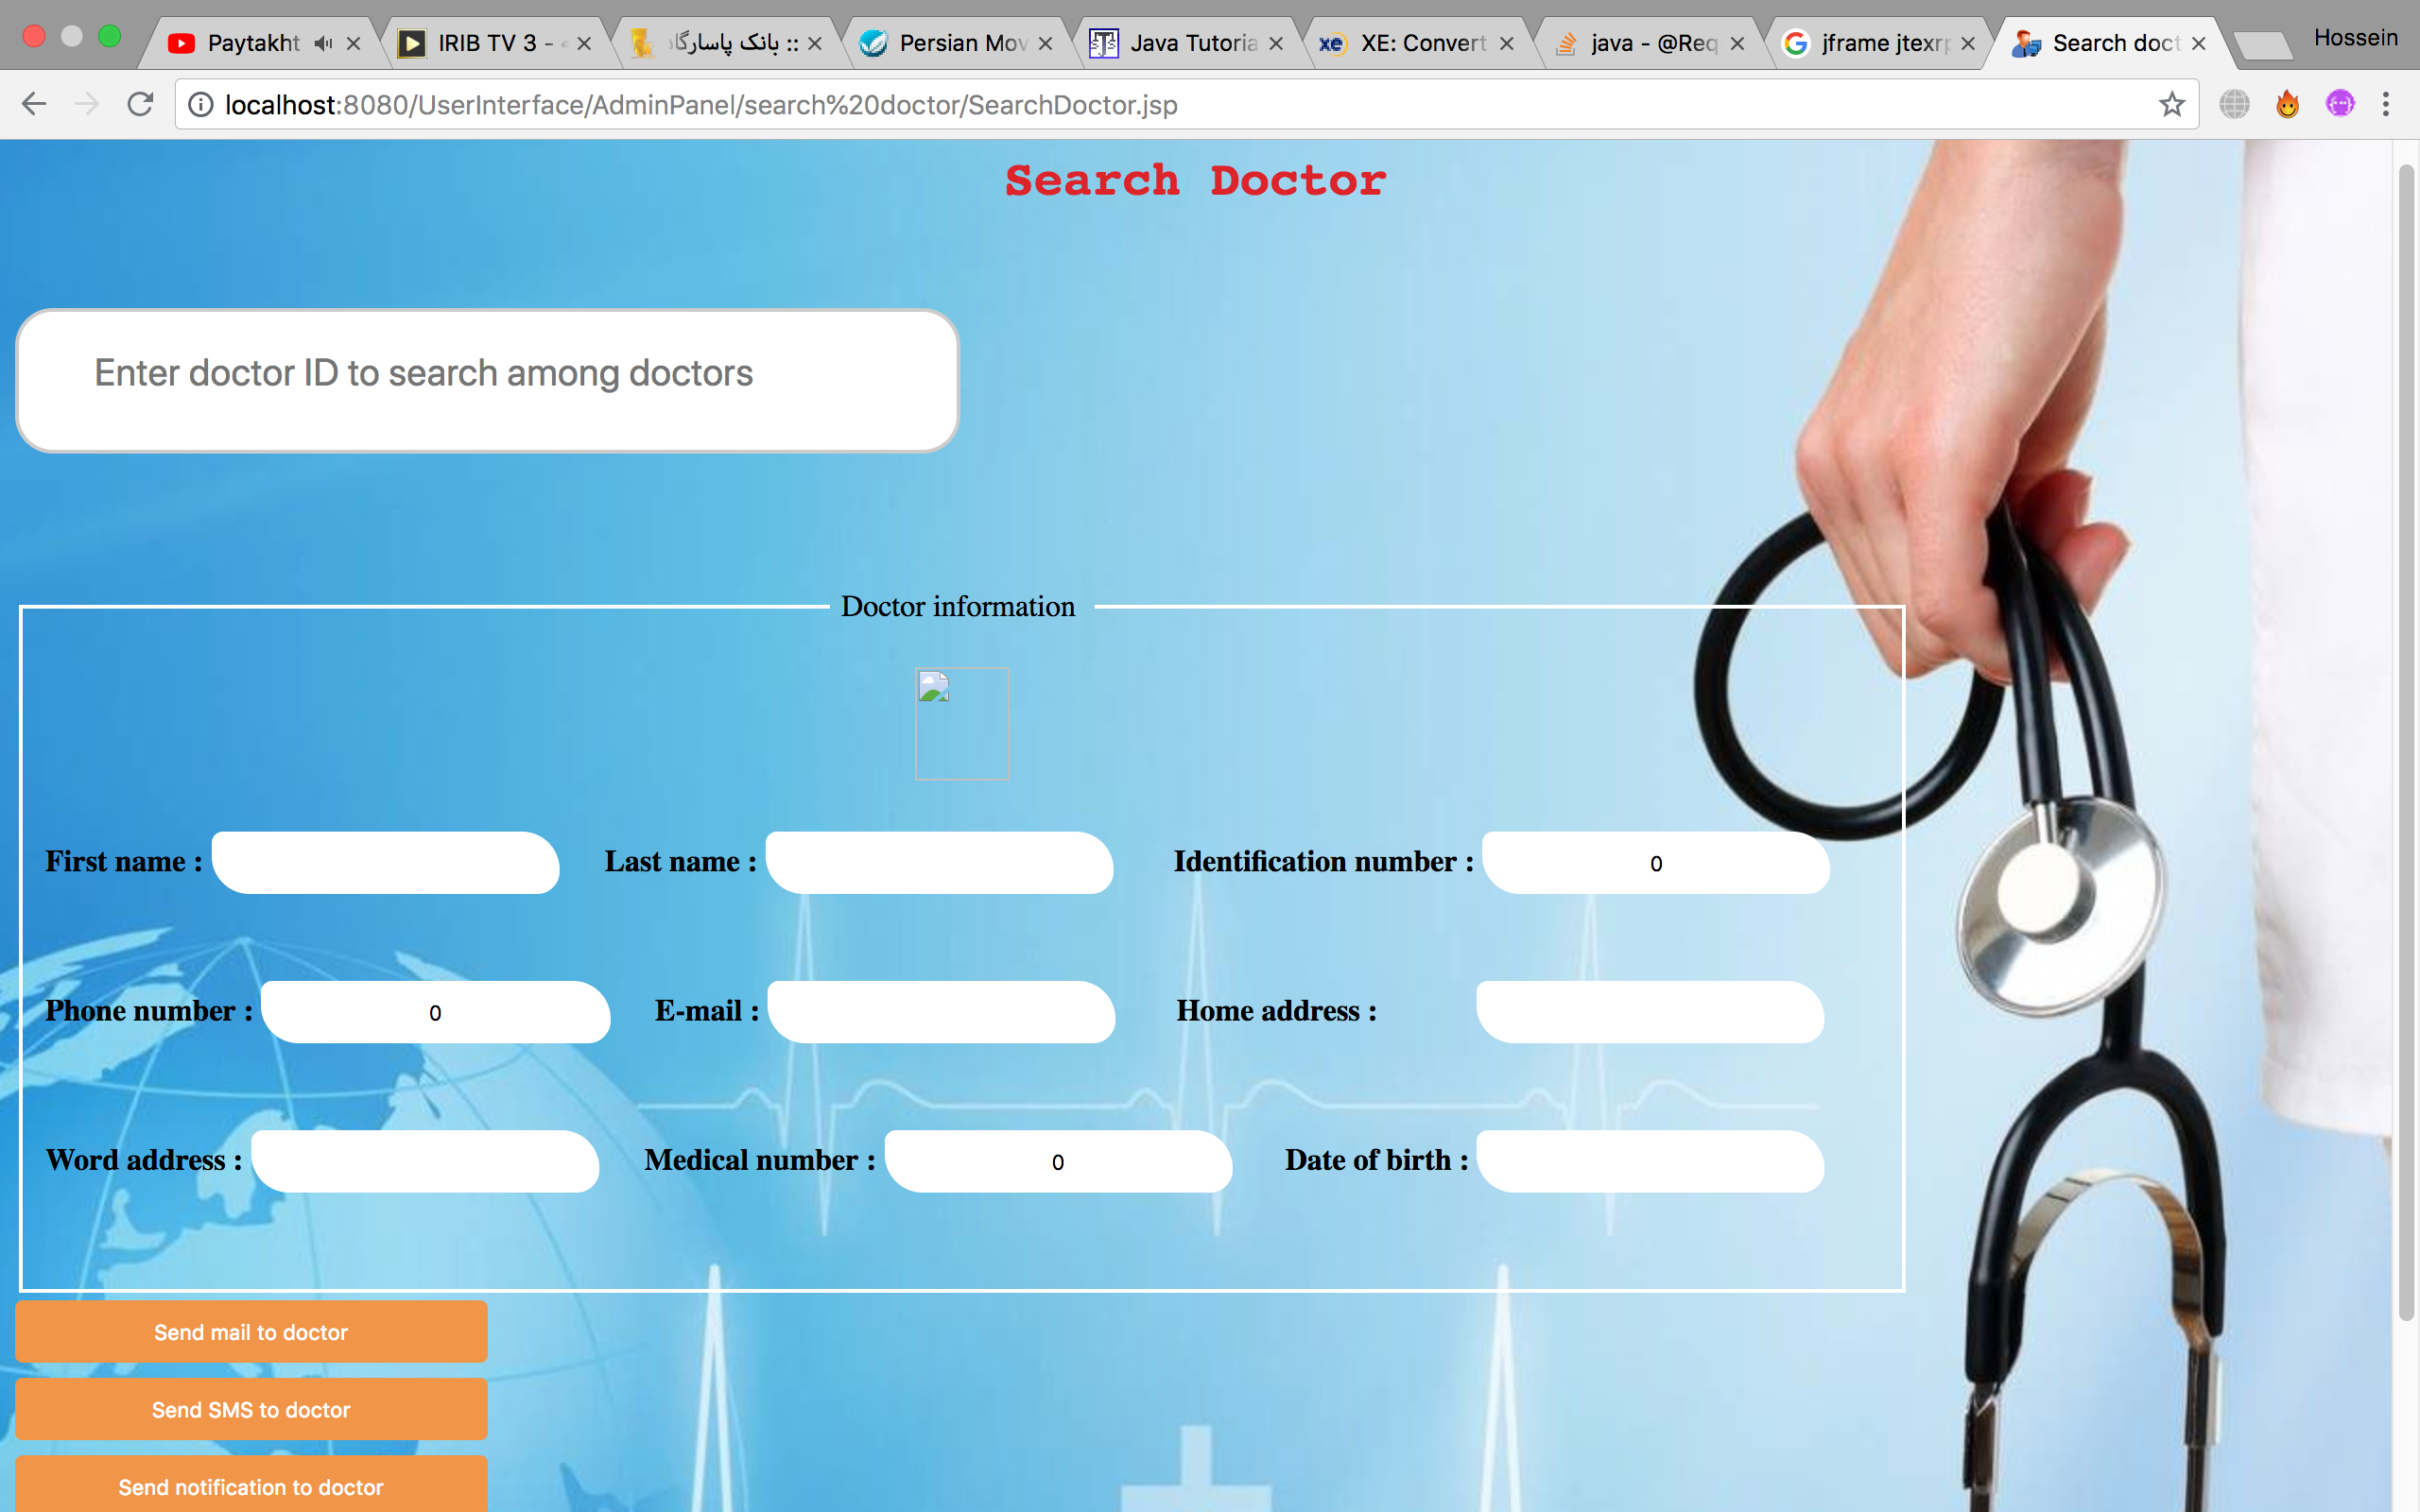 Paytakht
IRIB TV 3 -
بانک پاسارگاد ::
Persian Mov
Java Tutoria
XE: Convert
java - @Req
jframe jtexr
Search doct
Hossein
localhost:8080/UserInterface/AdminPanel/search%20doctor/SearchDoctor.jsp
Search Doctor
Enter doctor ID to search among doctors
Doctor information
First name :
Last name :
Identification number : 0
Phone number : 0
E-mail :
Home address :
Word address :
Medical number : 0
Date of birth :
Send mail to doctor
Send SMS to doctor
Send notification to doctor